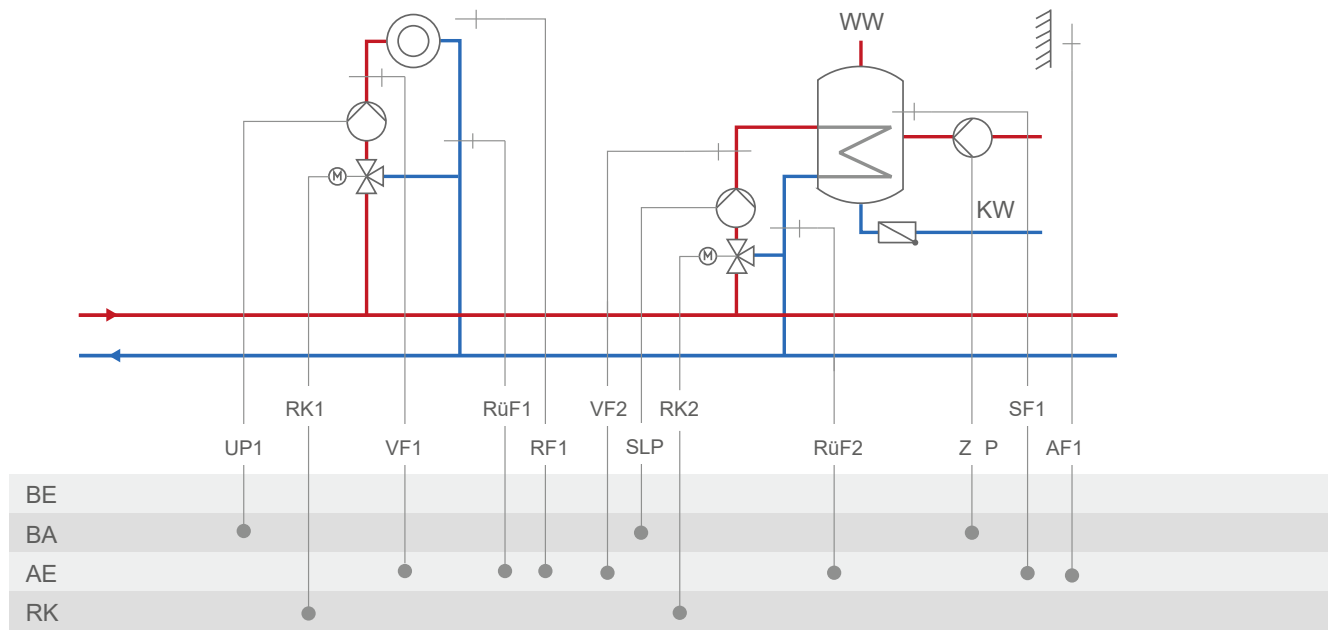 WW
M
KW
M
RK1 RüF1 VF2 RK2 SF1
UP1 VF1 RF1 SLP RüF2 Z P AF1
BE
BA
AE
RK